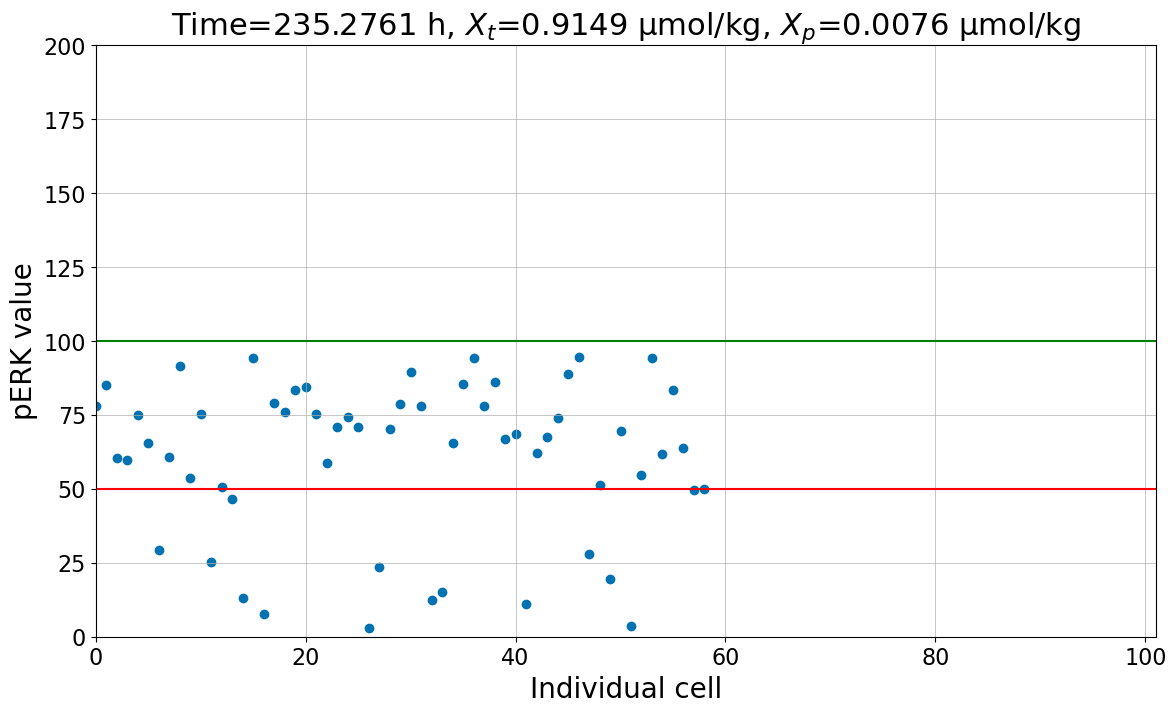 Time=235.2761 h, Xₜ=0.9149 μmol/kg, Xₚ=0.0076 μmol/kg
200
175
150
125
100
75
50
25
0
pERK value
0 20 40 60 80 100
Individual cell